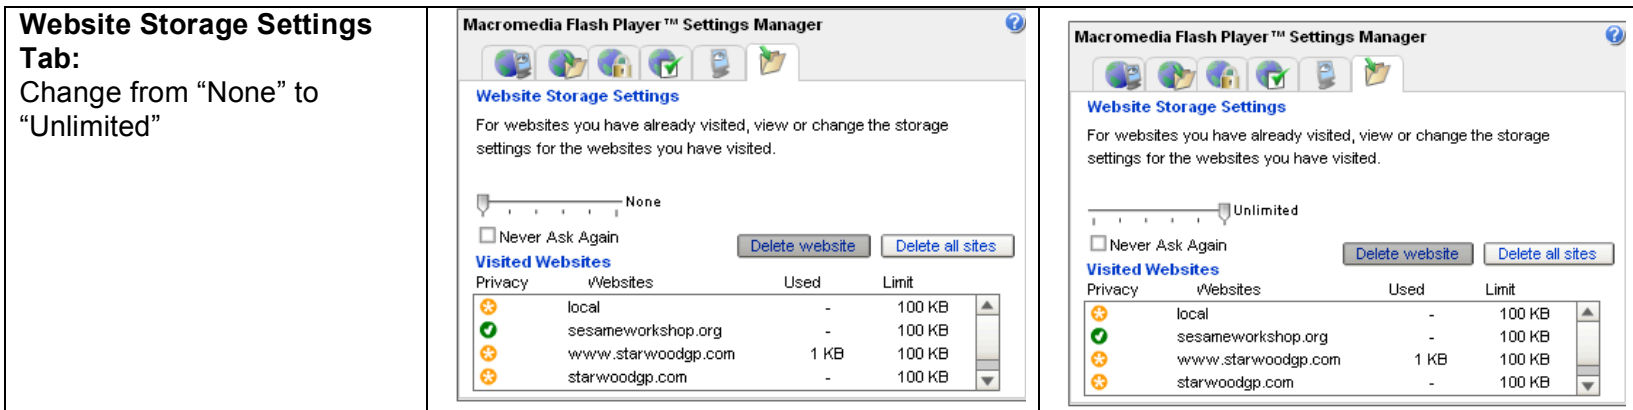 Website Storage Settings
Tab:
Change from “None” to
“Unlimited”
Macromedia Flash Player™ Settings Manager
Website Storage Settings
For websites you have already visited, view or change the storage
settings for the websites you have visited.
None
Never Ask Again
Delete website
Delete all sites
Visited Websites
Privacy Websites Used Limit
local - 100 KB
sesameworkshop.org - 100 KB
www.starwoodgp.com 1 KB 100 KB
starwoodgp.com - 100 KB
Macromedia Flash Player™ Settings Manager
Website Storage Settings
For websites you have already visited, view or change the storage
settings for the websites you have visited.
Unlimited
Never Ask Again
Delete website
Delete all sites
Visited Websites
Privacy Websites Used Limit
local - 100 KB
sesameworkshop.org - 100 KB
www.starwoodgp.com 1 KB 100 KB
starwoodgp.com - 100 KB